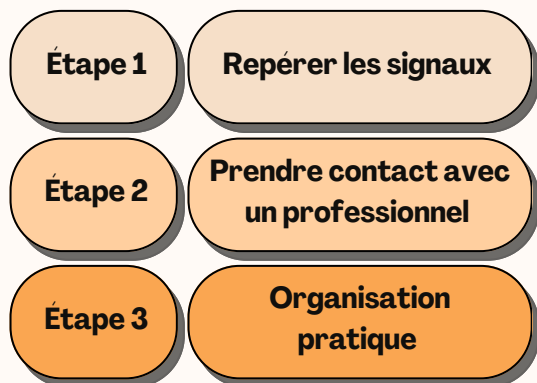 Étape 1
Repérer les signaux
Étape 2
Prendre contact avec
un professionnel
Étape 3
Organisation
pratique